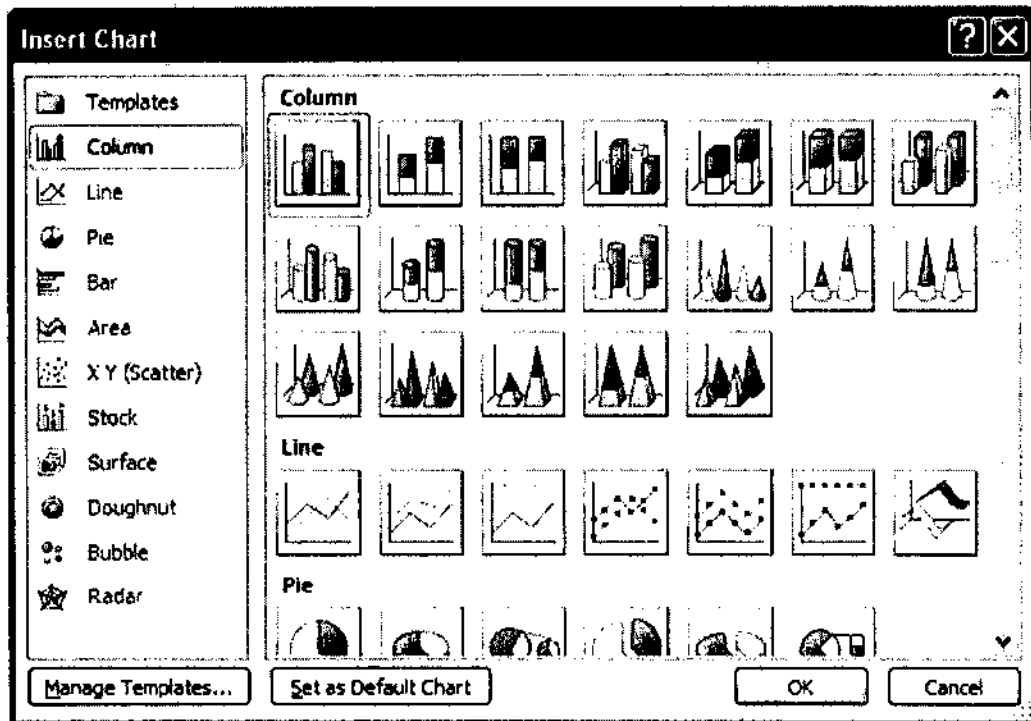 Insert Chart
Templates
Column
Line
Pie
Bar
Area
X Y (Scatter)
Stock
Surface
Doughnut
Bubble
Radar
Column
Line
Pie
Manage Templates...
Set as Default Chart
OK
Cancel